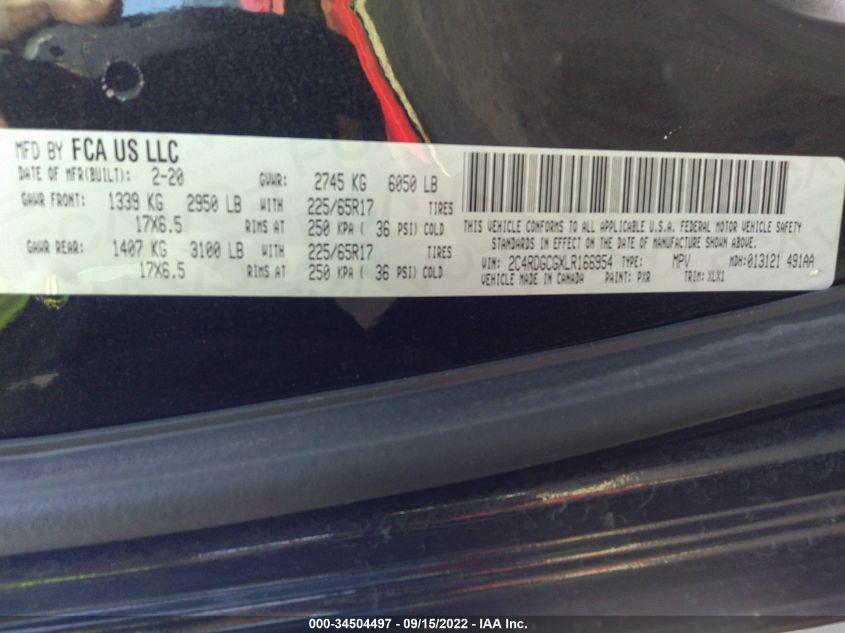 MFD BY FCA US LLC
DATE OF MFR(BUILT): 2-20 GVWR: 2745 KG 6050 LB
GAWR FRONT: 1339 KG 2950 LB WITH 225/65R17 TIRES
17X6.5 RIMS AT 250 KPA ( 36 PSI) COLD
GAWR REAR: 1407 KG 3100 LB WITH 225/65R17 TIRES
17X6.5 RIMS AT 250 KPA ( 36 PSI) COLD
THIS VEHICLE CONFORMS TO ALL APPLICABLE U.S.A. FEDERAL MOTOR VEHICLE SAFETY
STANDARDS IN EFFECT ON THE DATE OF MANUFACTURE SHOWN ABOVE.
VIN: 2C4RDGCGXLR166954 TYPE: MPV MDH:013121 491AA
VEHICLE MADE IN CANADA PAINT: PXR TRIM: XLX1
000-34504497 - 09/15/2022 - IAA Inc.